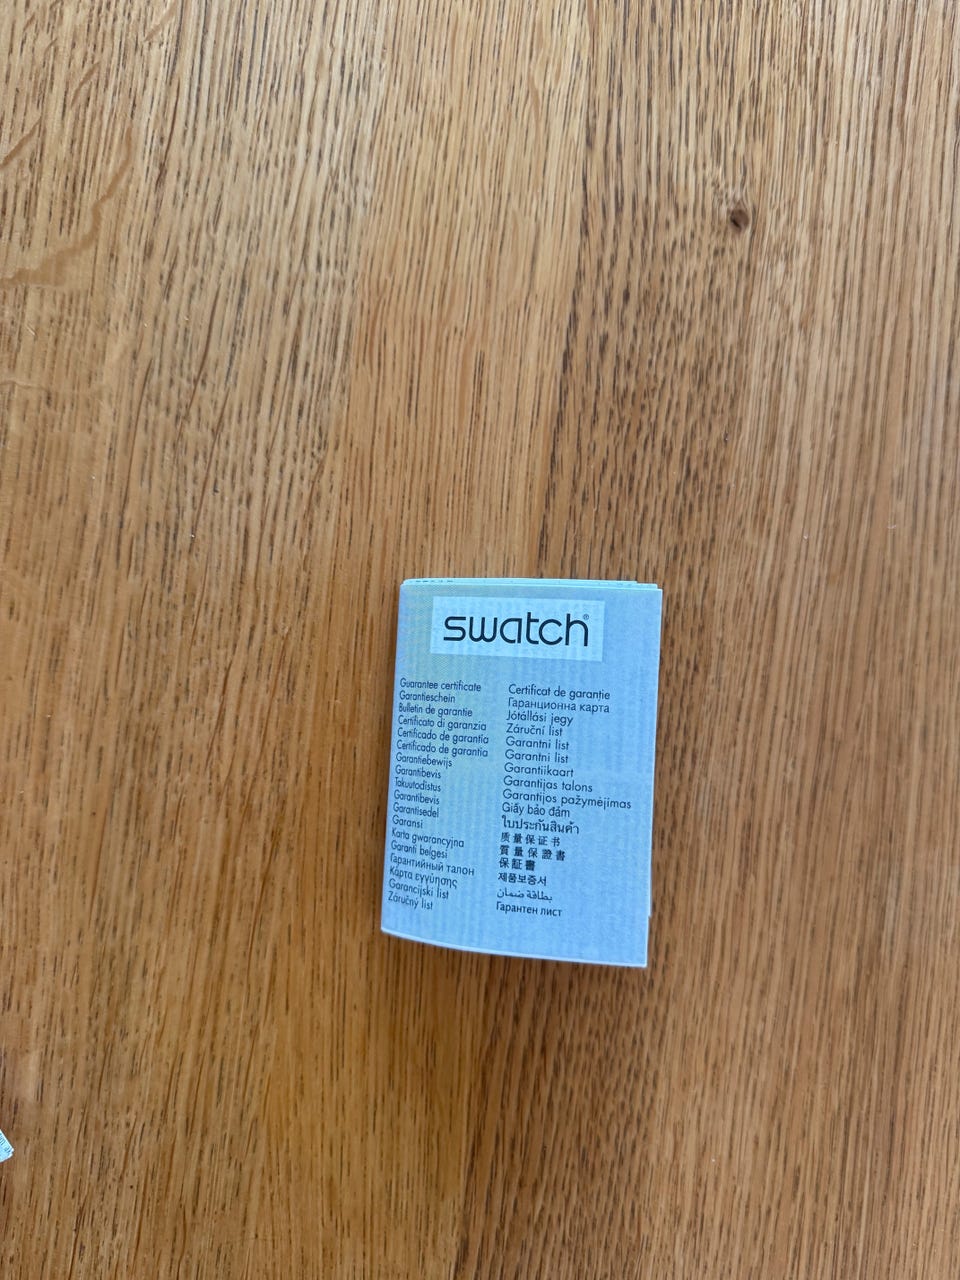 swatch®
Guarantee certificate
Garantieschein
Bulletin de garantie
Certificato di garanzia
Certificado de garantía
Certificado de garantia
Garantiebewijs
Garantibevis
Takuutodistus
Garantibevis
Garantisedel
Garansi
Karta gwarancyjna
Garanti belgesi
Гарантийный талон
Κάρτα εγγύησης
Garancijski list
Záručný list
Certificat de garanţie
Гаранционна карта
Jótállási jegy
Záruční list
Garantni list
Garantni list
Garantiikaart
Garantijas talons
Garantijos pažymėjimas
Giấy bảo đảm
ใบประกันสินค้า
质量保证书
質量保證書
保証書
제품보증서
بطاقة ضمان
Гарантен лист